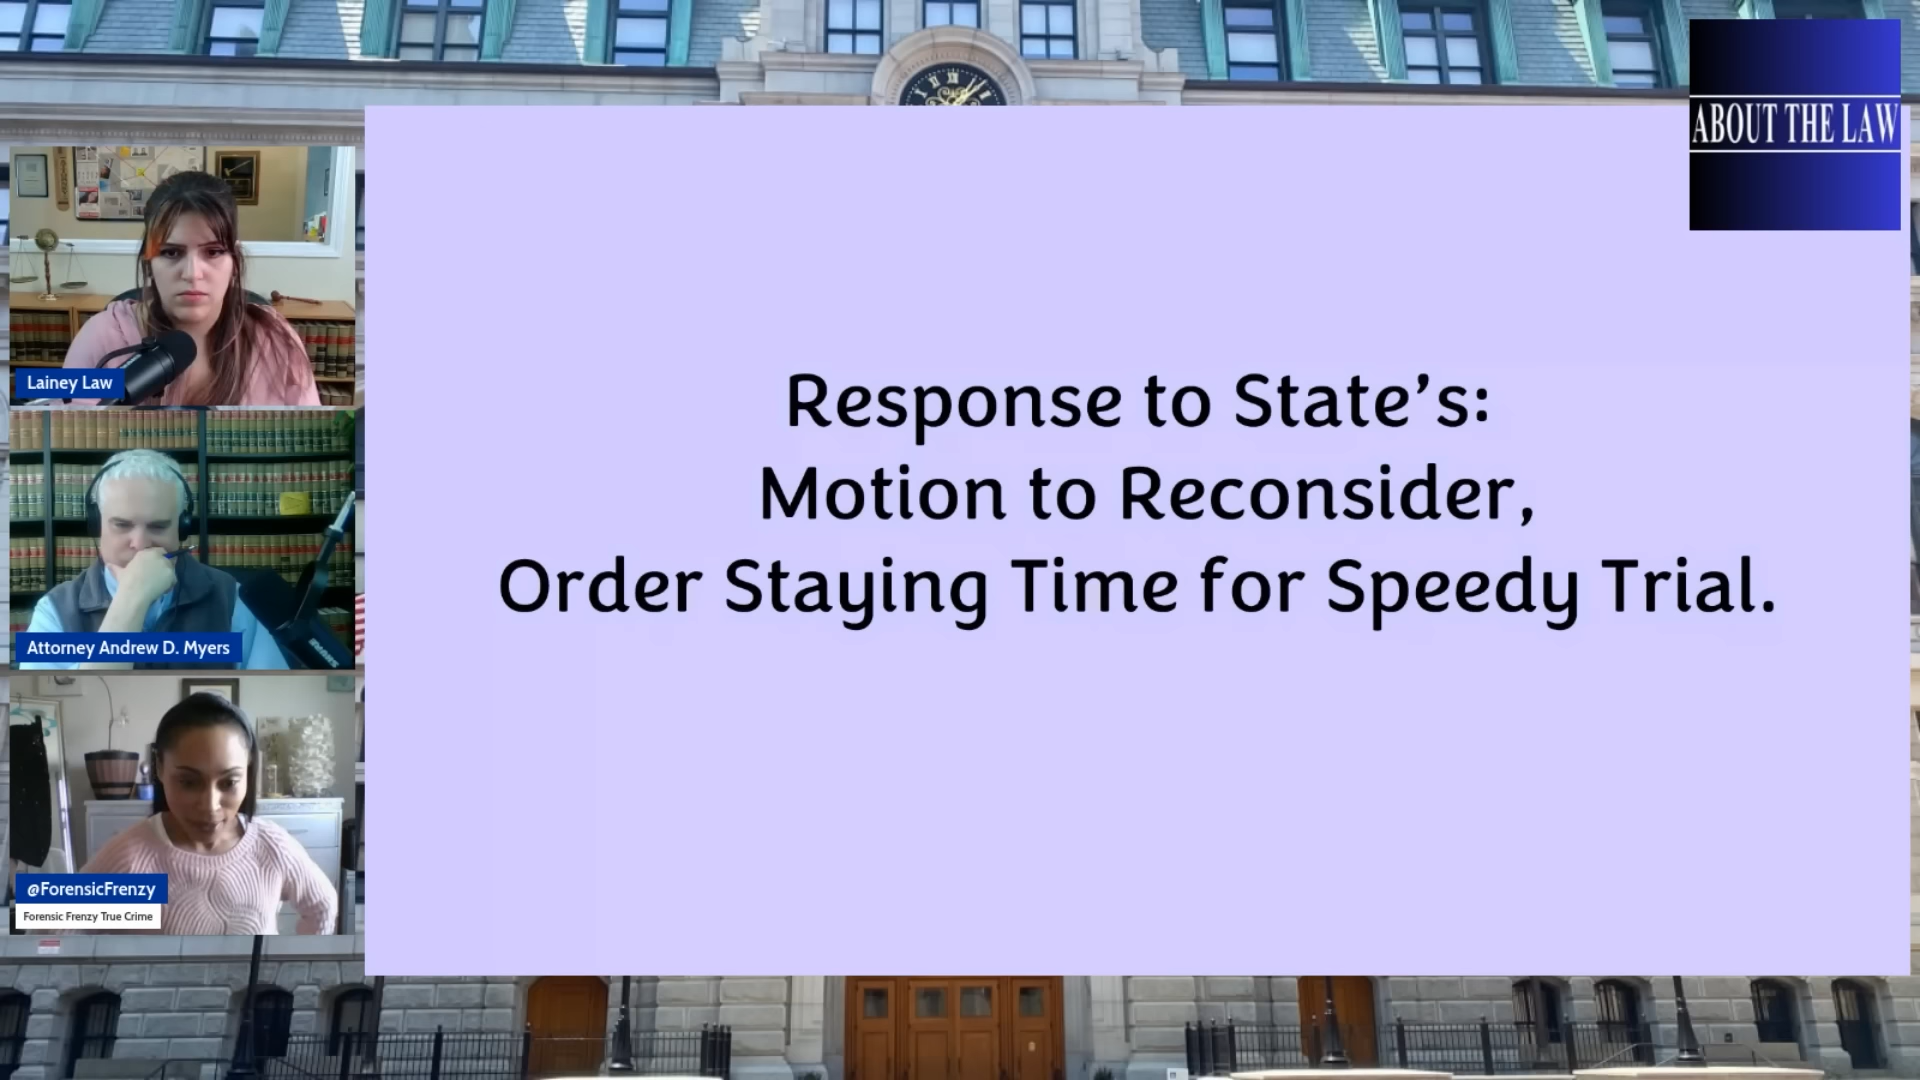 ABOUT THE LAW
Response to State’s:
Motion to Reconsider,
Order Staying Time for Speedy Trial.
Lainey Law
Attorney Andrew D. Myers
@ForensicFrenzy
Forensic Frenzy True Crime